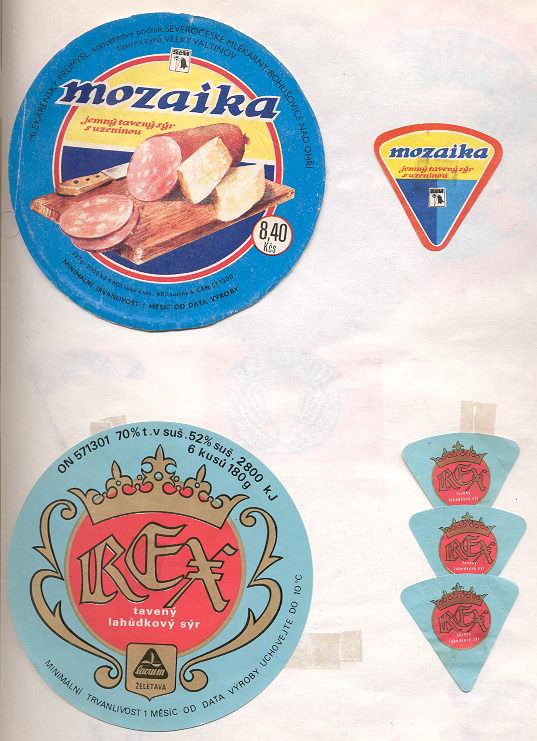 MLÉKÁRENSKÝ PRŮMYSL, koncernový podnik, SEVEROČESKÉ MLÉKÁRNY BOHUŠOVICE NAD OHŘÍ
tavírna sýrů, VELKÝ VALTINOV
mozaika
jemný tavený sýr
s uzeninou
8,40
Kčs
MINIMÁLNÍ TRVANLIVOST 1 MĚSÍC OD DATA VÝROBY
mozaika
jemný tavený sýr
s uzeninou
ON 571301 70% t.v suš. 52% suš. 2800 kJ
6 kusů 180g
REX
tavený
lahůdkový sýr
Lacrum
ŽELETAVA
MINIMÁLNÍ TRVANLIVOST 1 MĚSÍC OD DATA VÝROBY UCHOVEJTE DO 10°C
REX
tavený
lahůdkový sýr
REX
tavený
lahůdkový sýr
REX
tavený
lahůdkový sýr